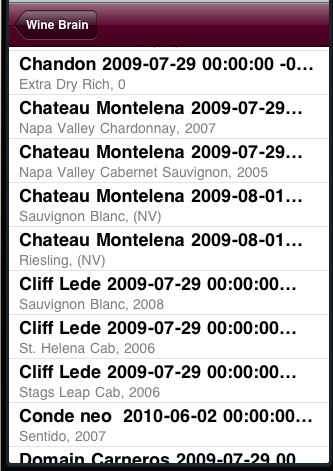 Wine Brain
Chandon 2009-07-29 00:00:00 -0...
Extra Dry Rich, 0
Chateau Montelena 2009-07-29...
Napa Valley Chardonnay, 2007
Chateau Montelena 2009-07-29...
Napa Valley Cabernet Sauvignon, 2005
Chateau Montelena 2009-08-01...
Sauvignon Blanc, (NV)
Chateau Montelena 2009-08-01...
Riesling, (NV)
Cliff Lede 2009-07-29 00:00:00...
Sauvignon Blanc, 2008
Cliff Lede 2009-07-29 00:00:00...
St. Helena Cab, 2006
Cliff Lede 2009-07-29 00:00:00...
Stags Leap Cab, 2006
Conde neo  2010-06-02 00:00:00...
Sentido, 2007
Domain Carneros 2009-07-29 00